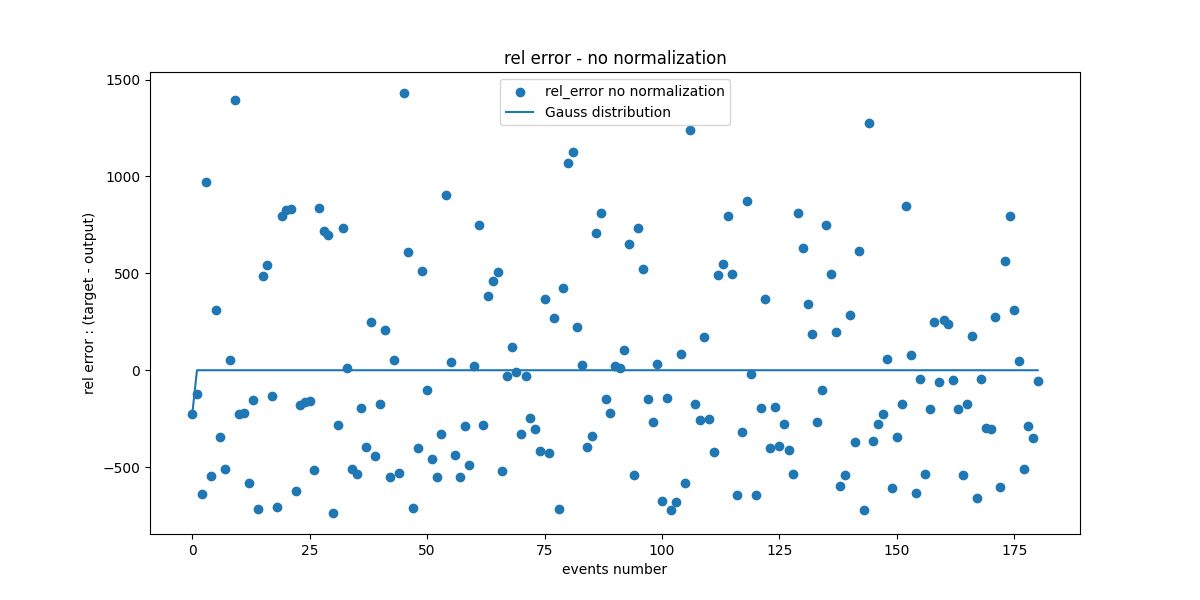 rel error - no normalization
rel_error no normalization
Gauss distribution
1500
1000
500
0
−500
rel error : (target - output)
0
25
50
75
100
125
150
175
events number